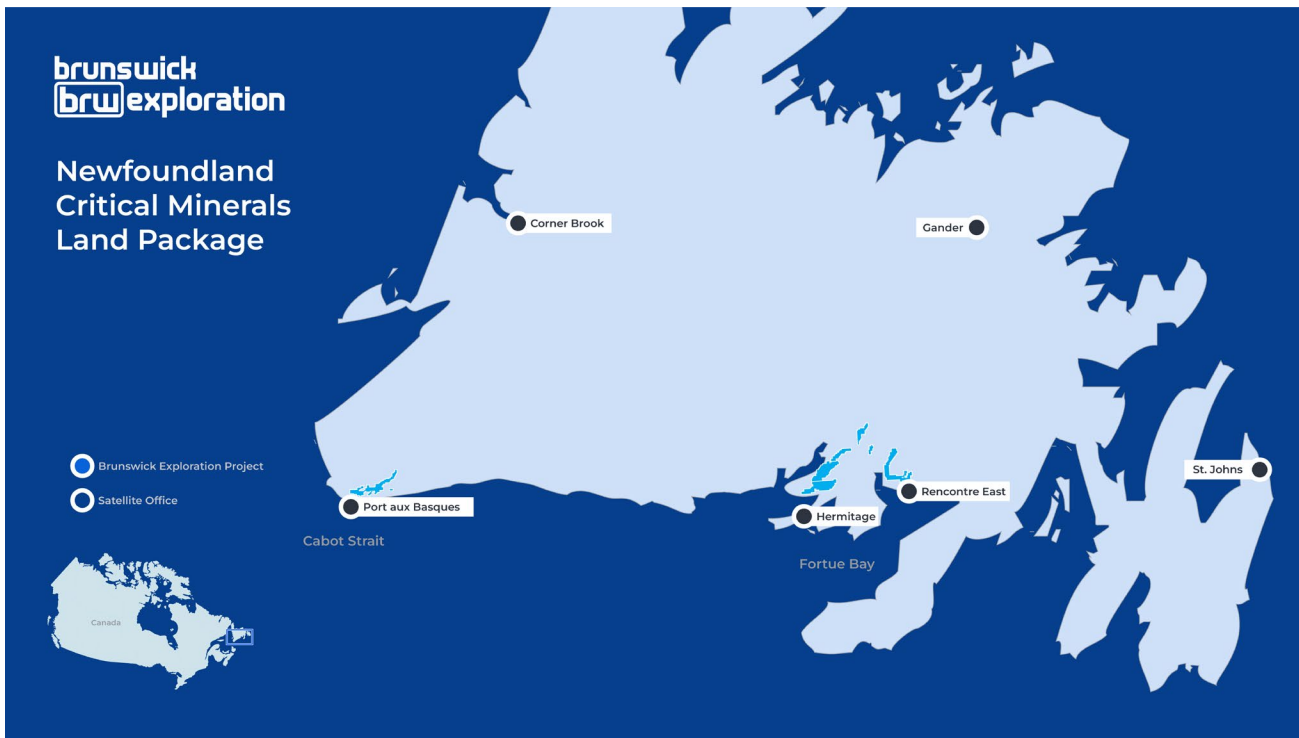 brunswick
brw exploration
Newfoundland
Critical Minerals
Land Package
Corner Brook
Gander
Brunswick Exploration Project
Satellite Office
St. Johns
Port aux Basques
Rencontre East
Hermitage
Cabot Strait
Fortue Bay
Canada